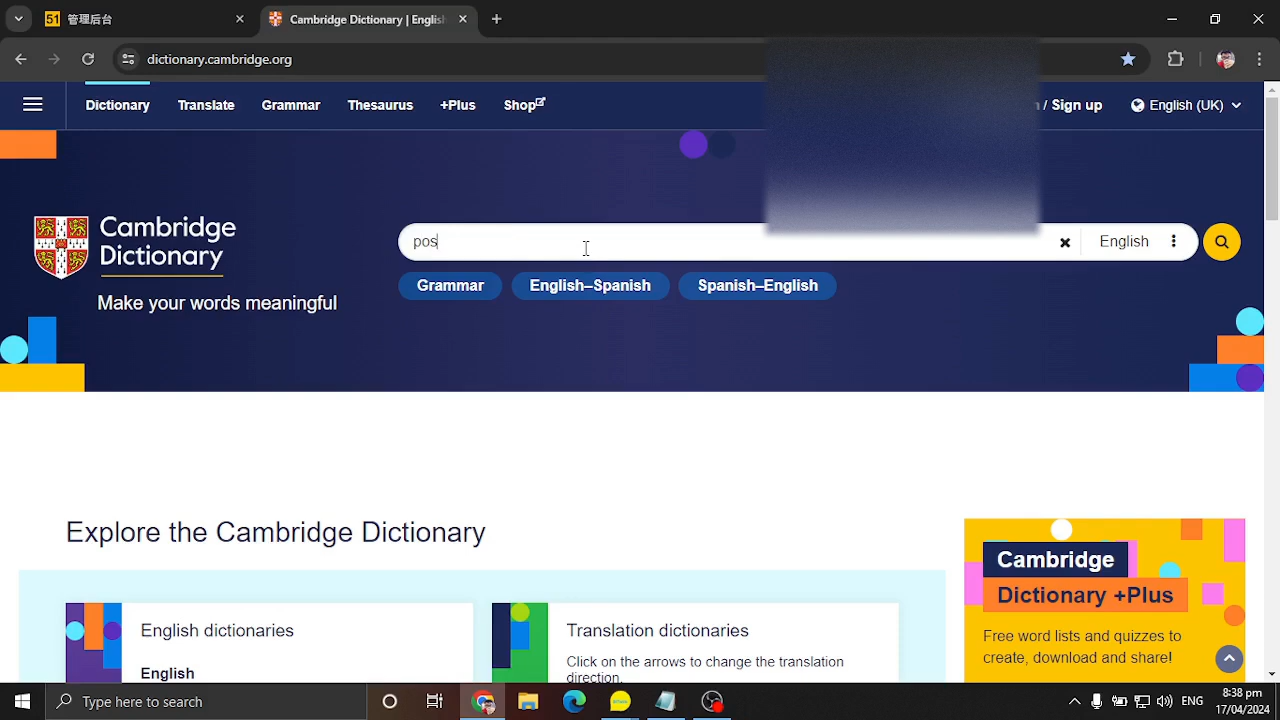 51 管理后台
Cambridge Dictionary | English
dictionary.cambridge.org
Dictionary Translate Grammar Thesaurus +Plus Shop / Sign up English (UK)
Cambridge
Dictionary
Make your words meaningful
pos English
Grammar English–Spanish Spanish–English
Explore the Cambridge Dictionary
English dictionaries
English
Translation dictionaries
Click on the arrows to change the translation
direction.
Cambridge
Dictionary +Plus
Free word lists and quizzes to
create, download and share!
Type here to search
ENG
8:38 pm
17/04/2024